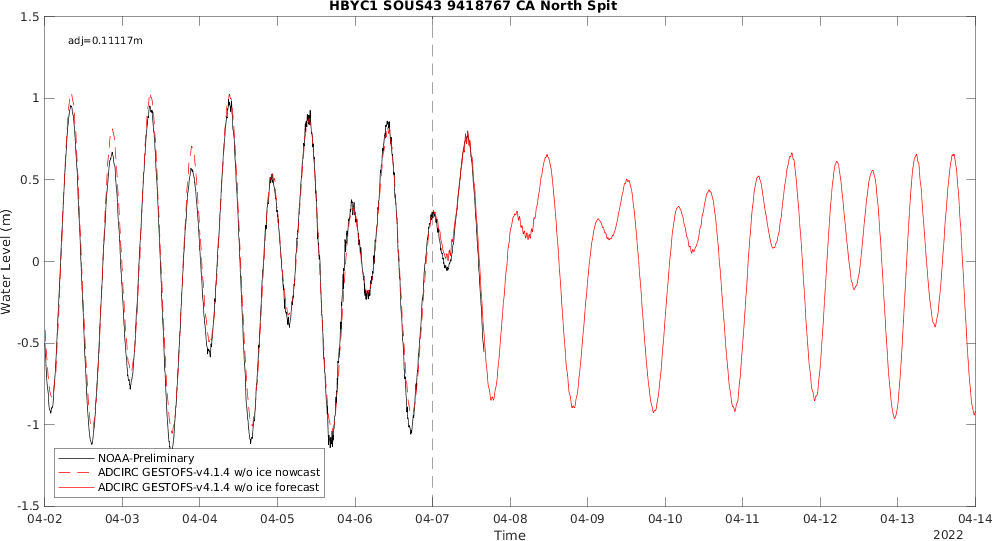 HBYC1 SOUS43 9418767 CA North Spit
adj=0.11117m
1.5
1
0.5
0
-0.5
-1
-1.5
Water Level (m)
NOAA-Preliminary
ADCIRC GESTOFS-v4.1.4 w/o ice nowcast
ADCIRC GESTOFS-v4.1.4 w/o ice forecast
04-02 04-03 04-04 04-05 04-06 04-07 04-08 04-09 04-10 04-11 04-12 04-13 04-14
Time
2022